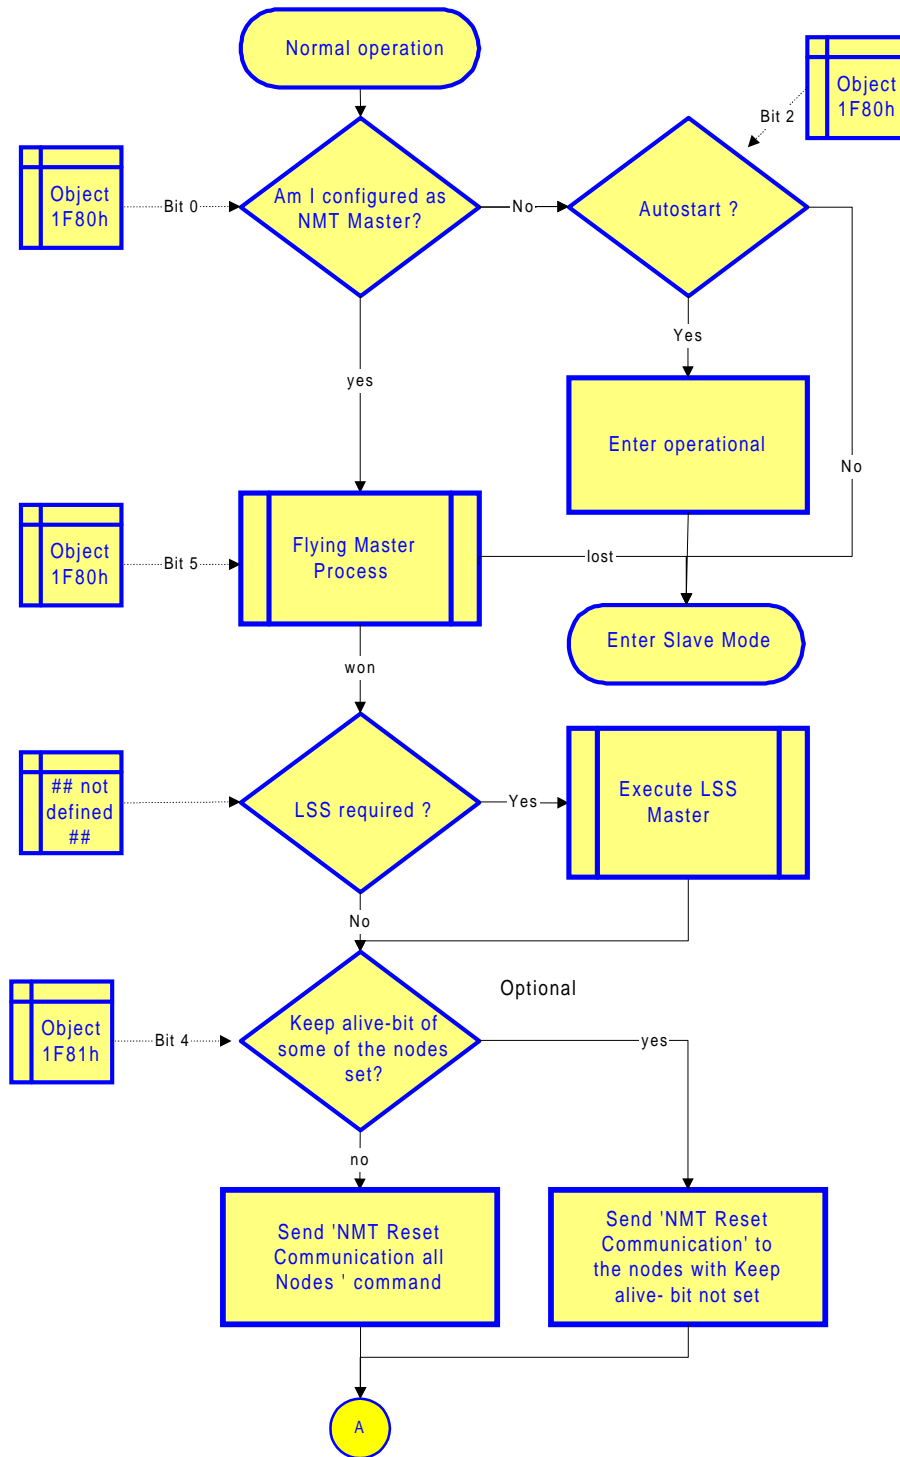 Normal operation
Object
1F80h
Bit 2
Object
1F80h
Bit 0
Am I configured as
NMT Master?
No
Autostart ?
Yes
yes
Enter operational
No
Object
1F80h
Bit 5
Flying Master
Process
lost
Enter Slave Mode
won
## not
defined
##
LSS required ?
Yes
Execute LSS
Master
No
Optional
Object
1F81h
Bit 4
Keep alive-bit of
some of the nodes
set?
yes
no
Send 'NMT Reset
Communication all
Nodes ' command
Send 'NMT Reset
Communication' to
the nodes with Keep
alive- bit not set
A